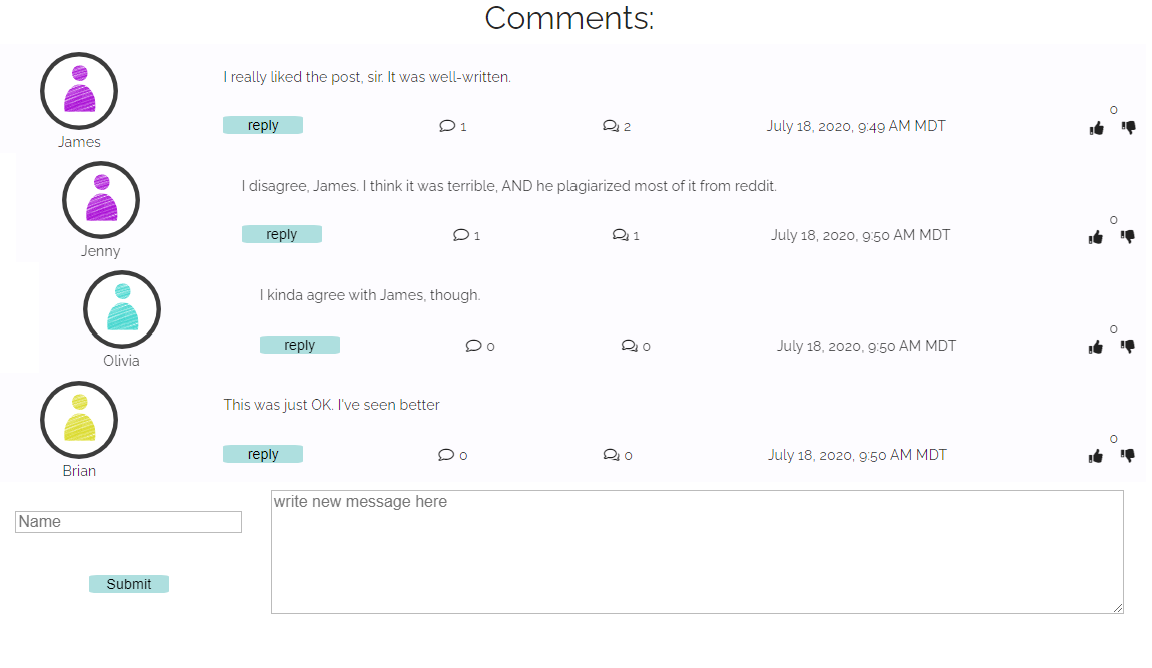 Comments:
I really liked the post, sir. It was well-written.
0
reply 1 2 July 18, 2020, 9:49 AM MDT
James
I disagree, James. I think it was terrible, AND he plagiarized most of it from reddit.
0
reply 1 1 July 18, 2020, 9:50 AM MDT
Jenny
I kinda agree with James, though.
0
reply 0 0 July 18, 2020, 9:50 AM MDT
Olivia
This was just OK. I've seen better
0
reply 0 0 July 18, 2020, 9:50 AM MDT
Brian
write new message here
Name
Submit